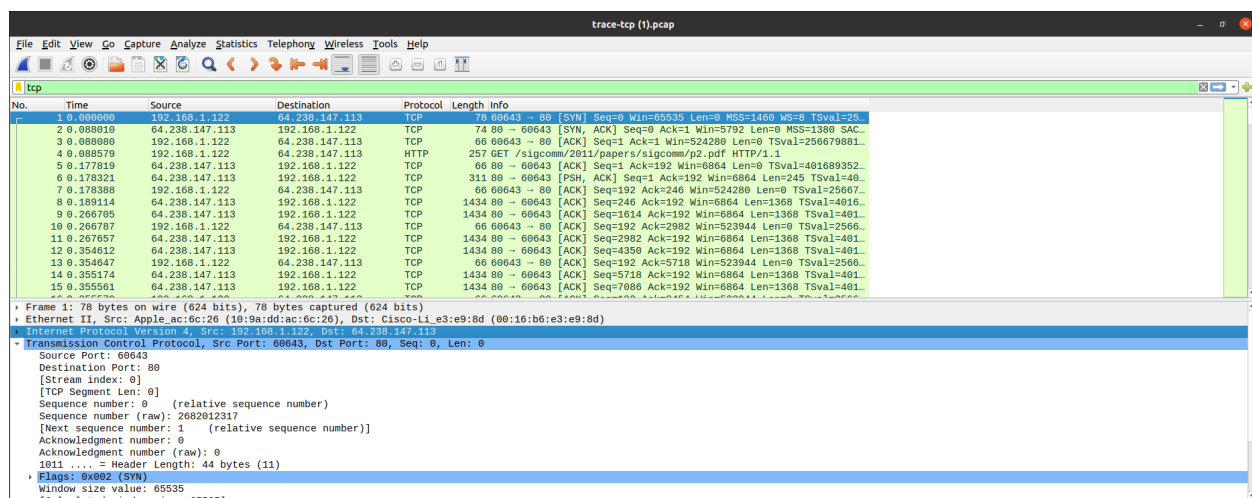 trace-tcp (1).pcap
File Edit View Go Capture Analyze Statistics Telephony Wireless Tools Help
tcp
No. Time Source Destination Protocol Length Info
1 0.000000 192.168.1.122 64.238.147.113 TCP 78 60643 → 80 [SYN] Seq=0 Win=65535 Len=0 MSS=1460 WS=8 TSval=25…
2 0.088010 64.238.147.113 192.168.1.122 TCP 74 80 → 60643 [SYN, ACK] Seq=0 Ack=1 Win=5792 Len=0 MSS=1380 SAC…
3 0.088080 192.168.1.122 64.238.147.113 TCP 66 60643 → 80 [ACK] Seq=1 Ack=1 Win=524280 Len=0 TSval=256679881…
4 0.088579 192.168.1.122 64.238.147.113 HTTP 257 GET /sigcomm/2011/papers/sigcomm/p2.pdf HTTP/1.1
5 0.177819 64.238.147.113 192.168.1.122 TCP 66 80 → 60643 [ACK] Seq=1 Ack=192 Win=6864 Len=0 TSval=401689352…
6 0.178321 64.238.147.113 192.168.1.122 TCP 311 80 → 60643 [PSH, ACK] Seq=1 Ack=192 Win=6864 Len=245 TSval=40…
7 0.178388 192.168.1.122 64.238.147.113 TCP 66 60643 → 80 [ACK] Seq=192 Ack=246 Win=524280 Len=0 TSval=25667…
8 0.189114 64.238.147.113 192.168.1.122 TCP 1434 80 → 60643 [ACK] Seq=246 Ack=192 Win=6864 Len=1368 TSval=4016…
9 0.266705 64.238.147.113 192.168.1.122 TCP 1434 80 → 60643 [ACK] Seq=1614 Ack=192 Win=6864 Len=1368 TSval=401…
10 0.266787 192.168.1.122 64.238.147.113 TCP 66 60643 → 80 [ACK] Seq=192 Ack=2982 Win=523944 Len=0 TSval=2566…
11 0.267657 64.238.147.113 192.168.1.122 TCP 1434 80 → 60643 [ACK] Seq=2982 Ack=192 Win=6864 Len=1368 TSval=401…
12 0.354612 64.238.147.113 192.168.1.122 TCP 1434 80 → 60643 [ACK] Seq=4350 Ack=192 Win=6864 Len=1368 TSval=401…
13 0.354647 192.168.1.122 64.238.147.113 TCP 66 60643 → 80 [ACK] Seq=192 Ack=5718 Win=523944 Len=0 TSval=2566…
14 0.355174 64.238.147.113 192.168.1.122 TCP 1434 80 → 60643 [ACK] Seq=5718 Ack=192 Win=6864 Len=1368 TSval=401…
15 0.355561 64.238.147.113 192.168.1.122 TCP 1434 80 → 60643 [ACK] Seq=7086 Ack=192 Win=6864 Len=1368 TSval=401…
Frame 1: 78 bytes on wire (624 bits), 78 bytes captured (624 bits)
Ethernet II, Src: Apple_ac:6c:26 (10:9a:dd:ac:6c:26), Dst: Cisco-Li_e3:e9:8d (00:16:b6:e3:e9:8d)
Internet Protocol Version 4, Src: 192.168.1.122, Dst: 64.238.147.113
Transmission Control Protocol, Src Port: 60643, Dst Port: 80, Seq: 0, Len: 0
Source Port: 60643
Destination Port: 80
[Stream index: 0]
[TCP Segment Len: 0]
Sequence number: 0 (relative sequence number)
Sequence number (raw): 2682012317
[Next sequence number: 1 (relative sequence number)]
Acknowledgment number: 0
Acknowledgment number (raw): 0
1011 .... = Header Length: 44 bytes (11)
Flags: 0x002 (SYN)
Window size value: 65535